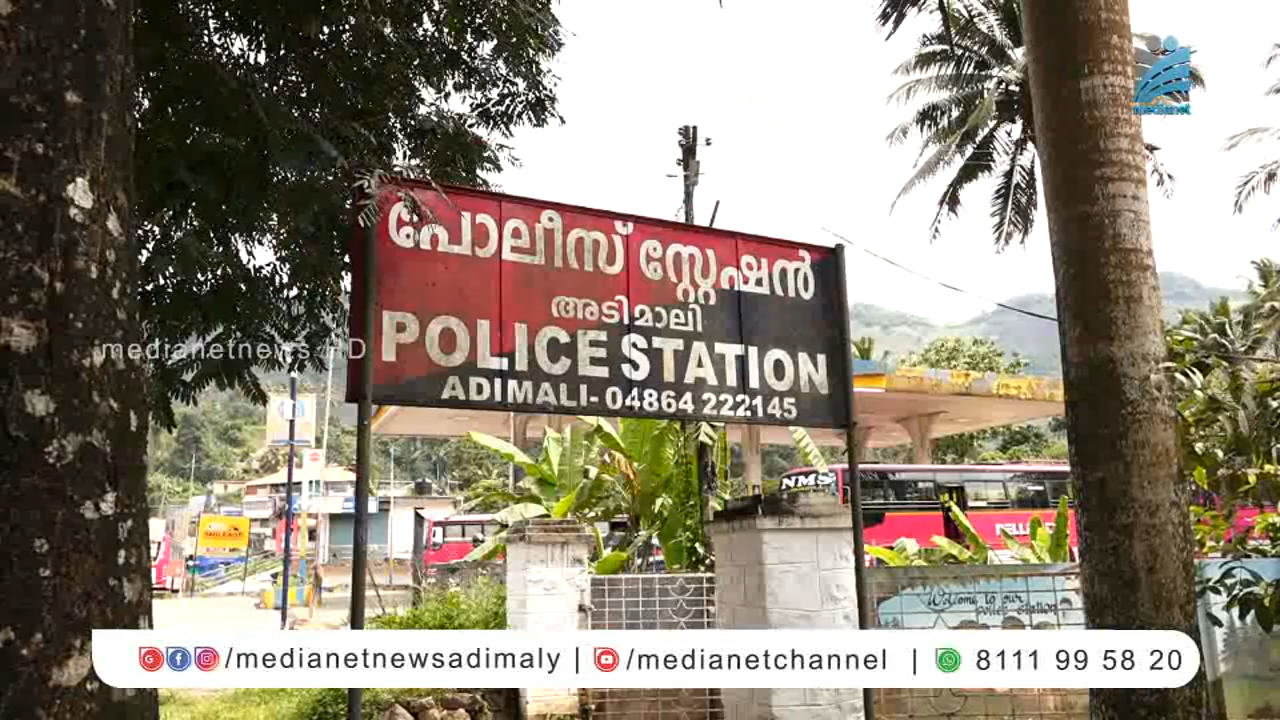 medianet
പോലീസ് സ്റ്റേഷൻ
അടിമാലി
POLICE STATION
ADIMALI- 04864 222145
medianetnews HD
NMS
Welcome to our
police station
/medianetnewsadimaly | /medianetchannel | 8111 99 58 20